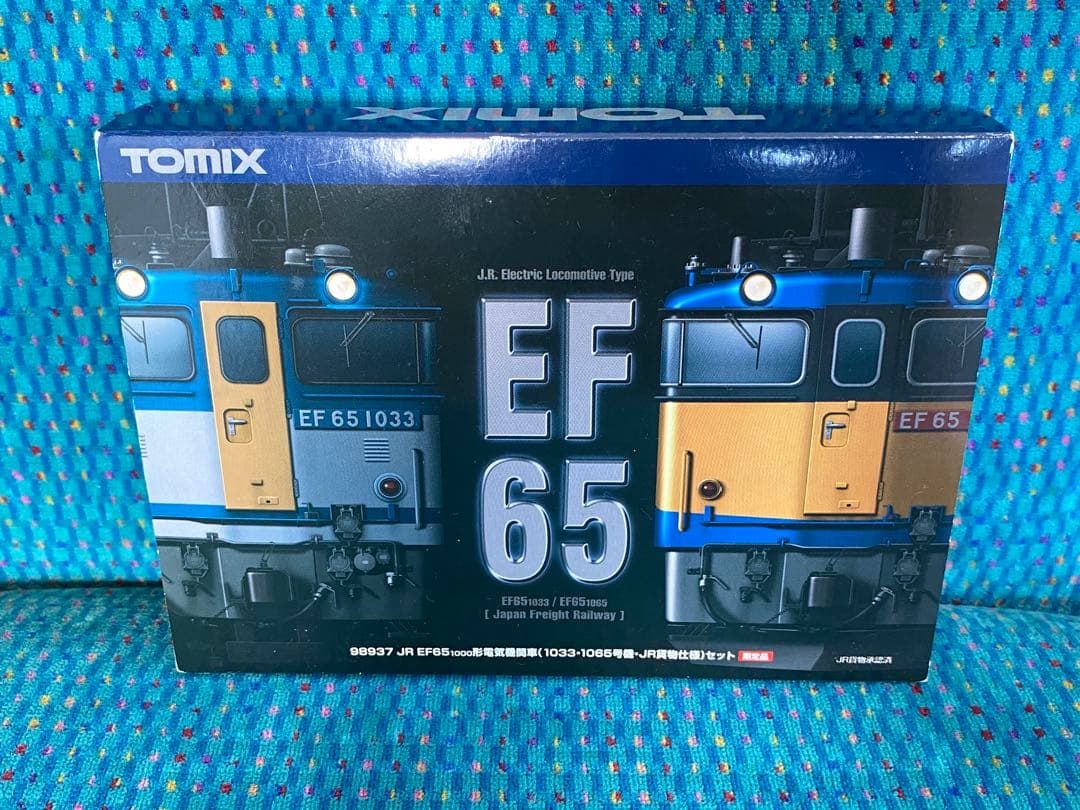 TOMIX
TOMIX
J.R. Electric Locomotive Type
EF
65
EF 65 1033
EF 65
EF651033 / EF651065
[ Japan Freight Railway ]
98937 JR EF651000形電気機関車(1033・1065号機・JR貨物仕様)セット 限定品
JR貨物承認済